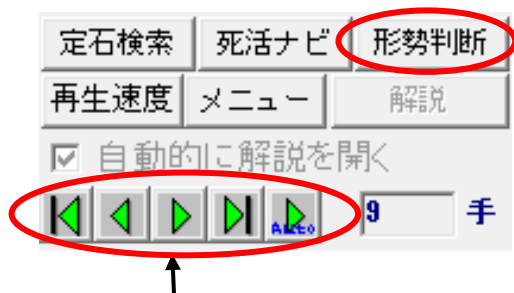 定石検索 死活ナビ 形勢判断
再生速度 メニュー 解説
自動的に解説を開く
Auto 9 手